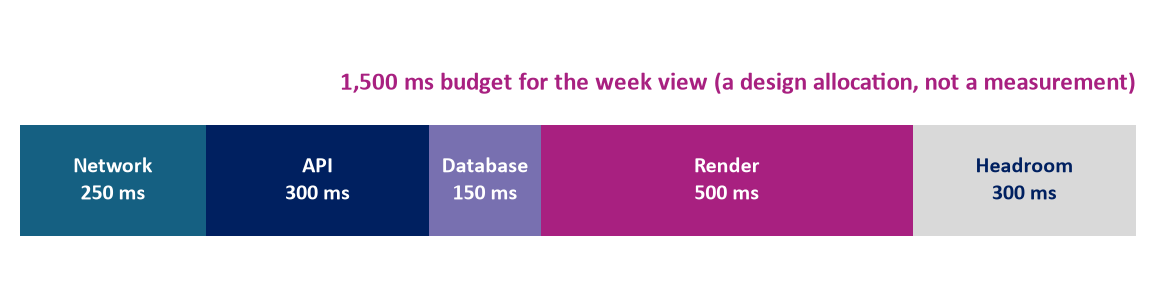 1,500 ms budget for the week view (a design allocation, not a measurement)
Network
250 ms
API
300 ms
Database
150 ms
Render
500 ms
Headroom
300 ms